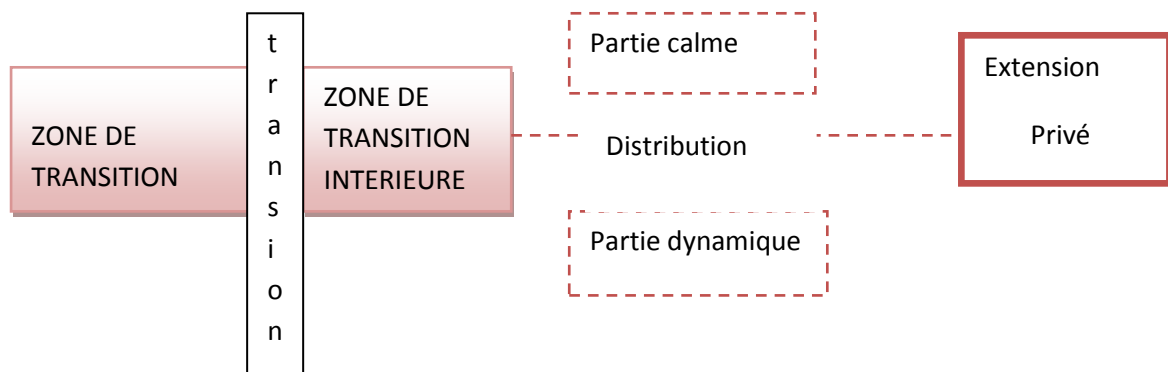 ZONE DE
TRANSITION
t
r
a
n
s
i
o
n
ZONE DE
TRANSITION
INTERIEURE
Partie calme
Distribution
Partie dynamique
Extension
Privé